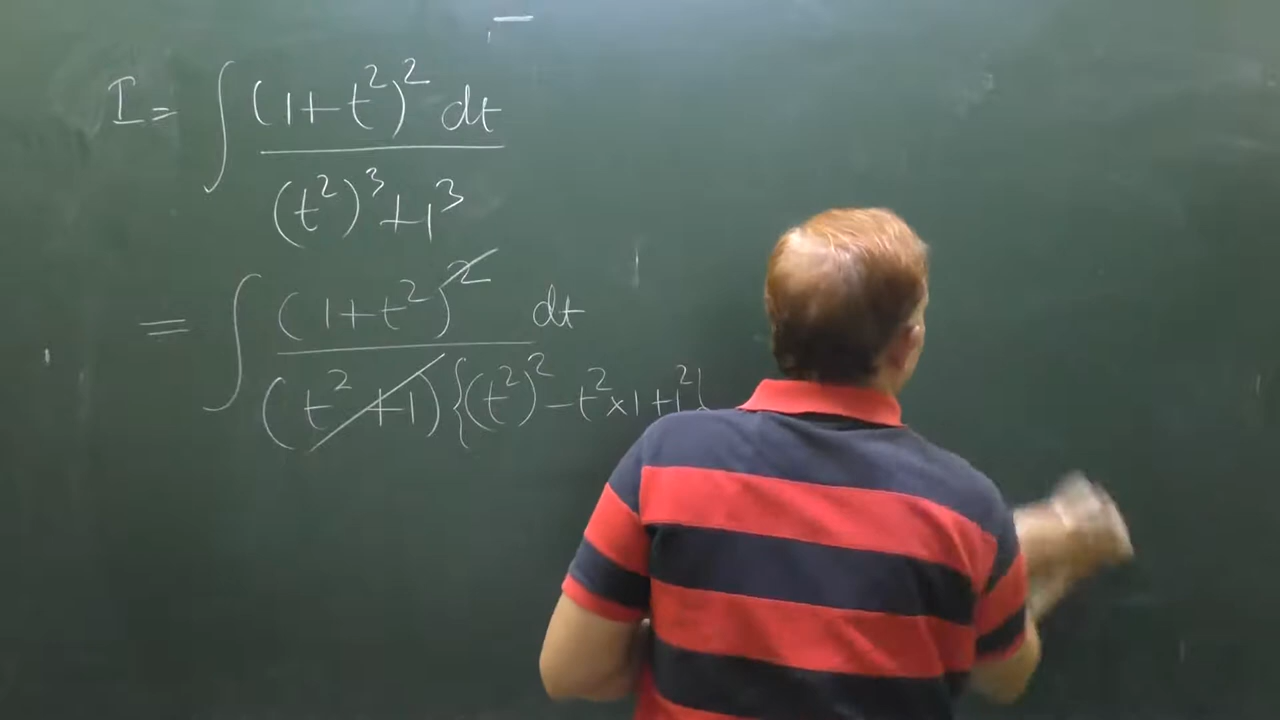 I = ∫ (1+t²)² dt
(t²)³+1³
= ∫ (1+t²)² dt
(t²+1){(t²)²-t²×1+1²}